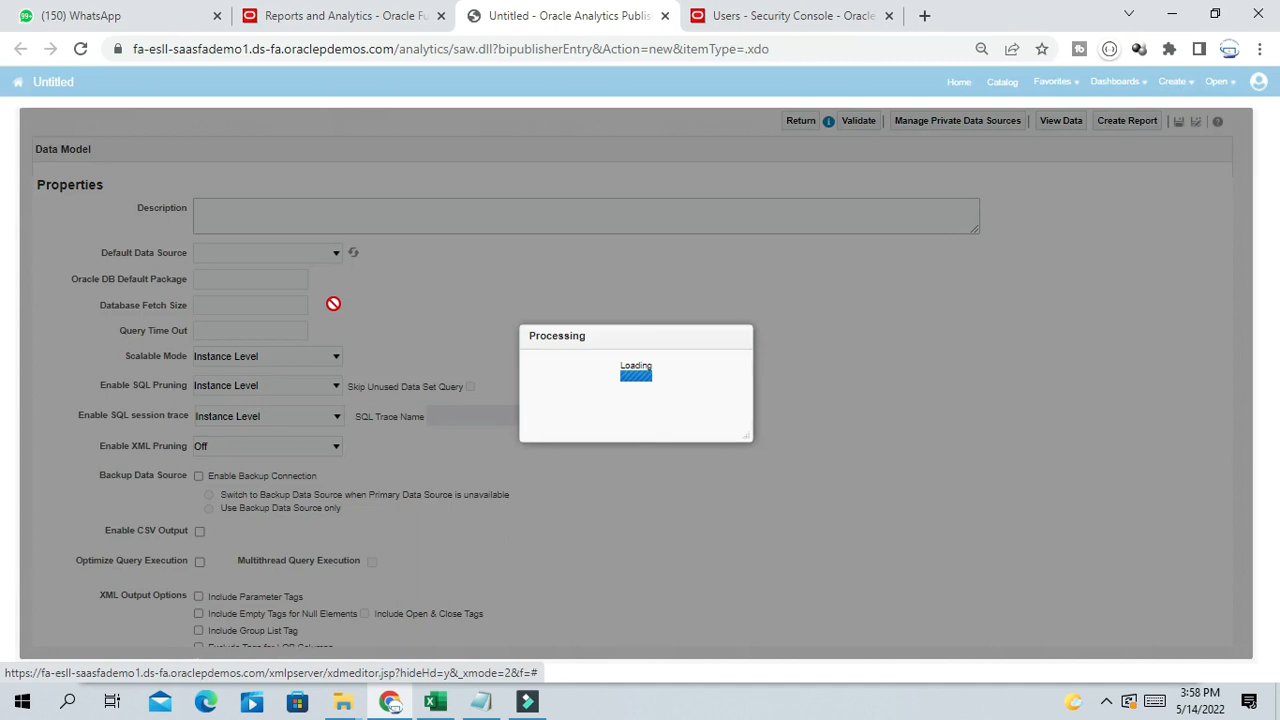 99+
(150) WhatsApp
Reports and Analytics - Oracle Fu
Untitled - Oracle Analytics Publis
Users - Security Console - Oracle
fa-esll-saasfademo1.ds-fa.oraclepdemos.com/analytics/saw.dll?bipublisherEntry&Action=new&itemType=.xdo
Untitled
Home Catalog Favorites Dashboards Create Open
Return Validate Manage Private Data Sources View Data Create Report
Data Model
Properties
Description
Default Data Source
Oracle DB Default Package
Database Fetch Size
Query Time Out
Processing
Scalable Mode Instance Level
Loading
Enable SQL Pruning Instance Level Skip Unused Data Set Query
Enable SQL session trace Instance Level SQL Trace Name
Enable XML Pruning Off
Backup Data Source Enable Backup Connection
Switch to Backup Data Source when Primary Data Source is unavailable
Use Backup Data Source only
Enable CSV Output
Optimize Query Execution Multithread Query Execution
XML Output Options Include Parameter Tags
Include Empty Tags for Null Elements Include Open & Close Tags
Include Group List Tag
Exclude Tags for LOB Columns
https://fa-esll-saasfademo1.ds-fa.oraclepdemos.com/xmlpserver/xdmeditor.jsp?hideHd=y&_xmode=2&f=#
3:58 PM
5/14/2022